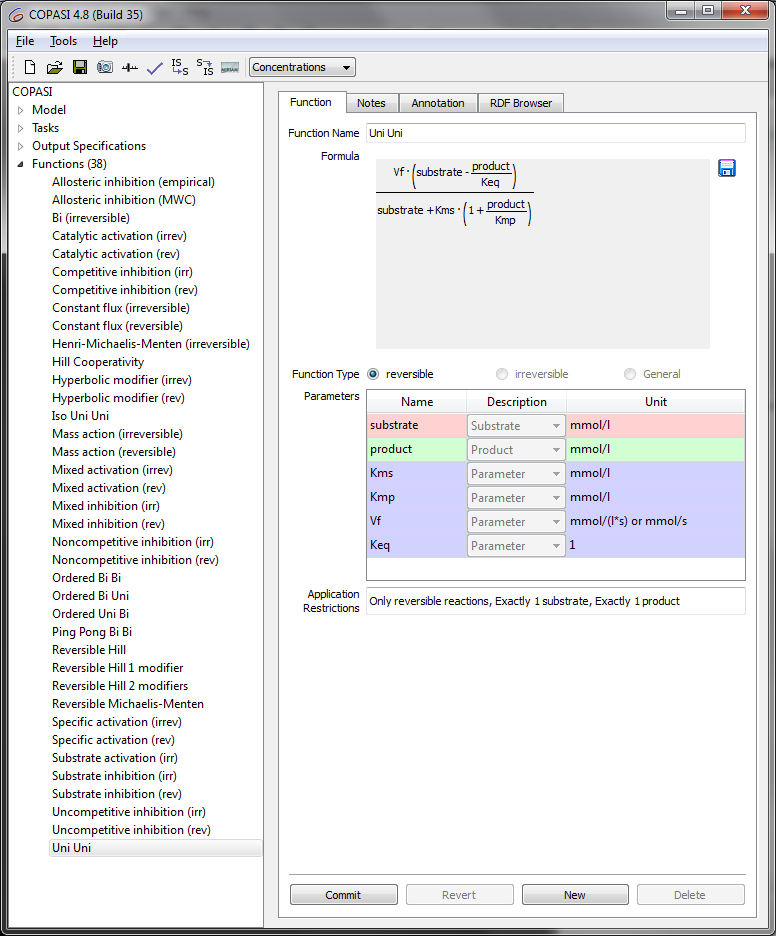 COPASI 4.8 (Build 35)
File Tools Help
IS S
S IS
Concentrations
COPASI
Model
Tasks
Output Specifications
Functions (38)
Allosteric inhibition (empirical)
Allosteric inhibition (MWC)
Bi (irreversible)
Catalytic activation (irrev)
Catalytic activation (rev)
Competitive inhibition (irr)
Competitive inhibition (rev)
Constant flux (irreversible)
Constant flux (reversible)
Henri-Michaelis-Menten (irreversible)
Hill Cooperativity
Hyperbolic modifier (irrev)
Hyperbolic modifier (rev)
Iso Uni Uni
Mass action (irreversible)
Mass action (reversible)
Mixed activation (irrev)
Mixed activation (rev)
Mixed inhibition (irr)
Mixed inhibition (rev)
Noncompetitive inhibition (irr)
Noncompetitive inhibition (rev)
Ordered Bi Bi
Ordered Bi Uni
Ordered Uni Bi
Ping Pong Bi Bi
Reversible Hill
Reversible Hill 1 modifier
Reversible Hill 2 modifiers
Reversible Michaelis-Menten
Specific activation (irrev)
Specific activation (rev)
Substrate activation (irr)
Substrate inhibition (irr)
Substrate inhibition (rev)
Uncompetitive inhibition (irr)
Uncompetitive inhibition (rev)
Uni Uni
Function Notes Annotation RDF Browser
Function Name Uni Uni
Formula
Vf · (substrate - product
Keq)
substrate + Kms · (1 + product
Kmp)
Function Type reversible irreversible General
Parameters
Name Description Unit
substrate Substrate mmol/l
product Product mmol/l
Kms Parameter mmol/l
Kmp Parameter mmol/l
Vf Parameter mmol/(l*s) or mmol/s
Keq Parameter 1
Application
Restrictions
Only reversible reactions, Exactly 1 substrate, Exactly 1 product
Commit Revert New Delete